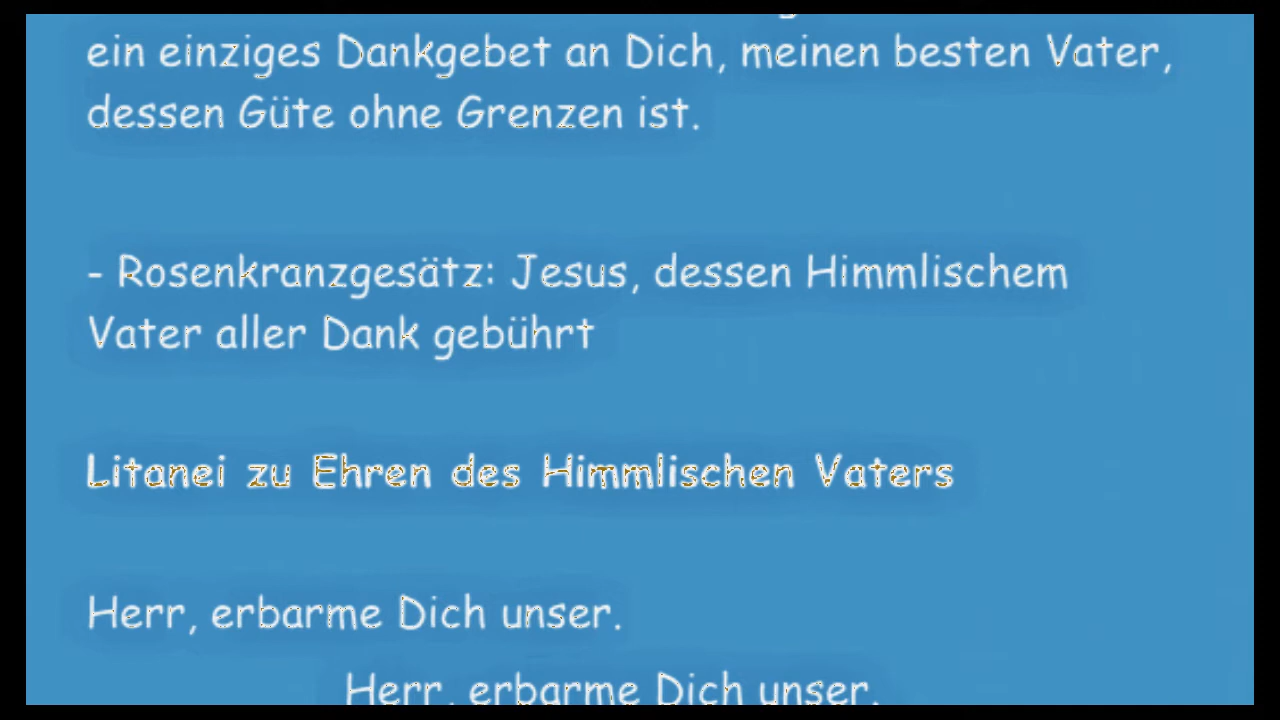 ein einziges Dankgebet an Dich, meinen besten Vater,
dessen Güte ohne Grenzen ist.
- Rosenkranzgesätz: Jesus, dessen Himmlischem
Vater aller Dank gebührt
Litanei zu Ehren des Himmlischen Vaters
Herr, erbarme Dich unser.
Herr, erbarme Dich unser.